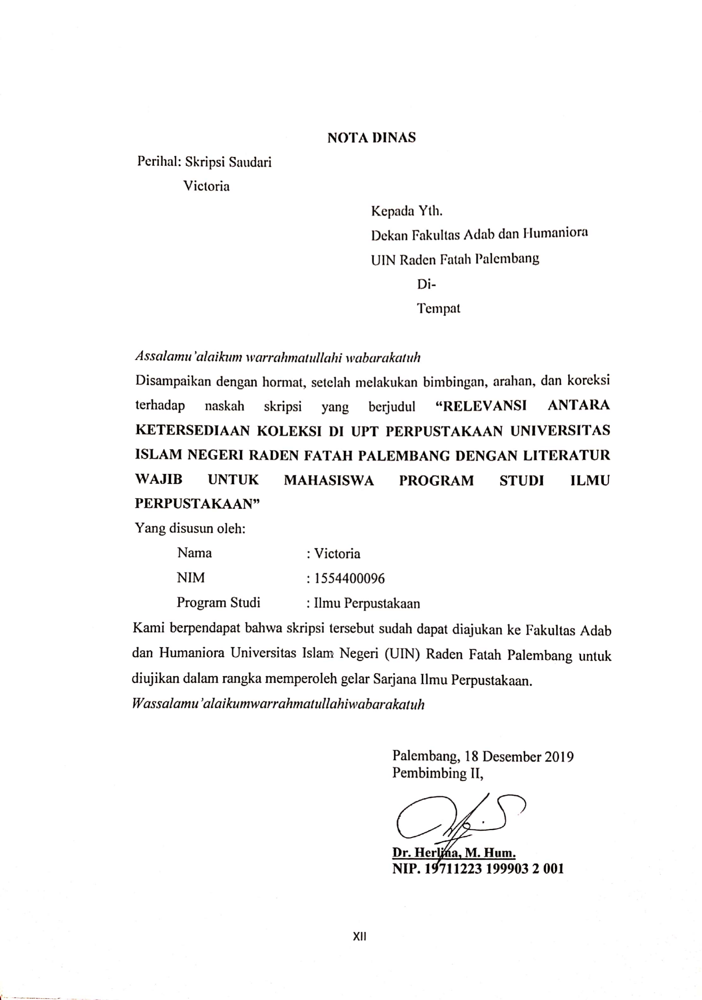 NOTA DINAS
Perihal: Skripsi Saudari
Victoria
Kepada Yth.
Dekan Fakultas Adab dan Humaniora
UIN Raden Fatah Palembang
Di-
Tempat
Assalamu'alaikum warrahmatullahi wabarakatuh
Disampaikan dengan hormat, setelah melakukan bimbingan, arahan, dan koreksi
terhadap naskah skripsi yang berjudul “RELEVANSI ANTARA
KETERSEDIAAN KOLEKSI DI UPT PERPUSTAKAAN UNIVERSITAS
ISLAM NEGERI RADEN FATAH PALEMBANG DENGAN LITERATUR
WAJIB UNTUK MAHASISWA PROGRAM STUDI ILMU
PERPUSTAKAAN”
Yang disusun oleh:
Nama : Victoria
NIM : 1554400096
Program Studi : Ilmu Perpustakaan
Kami berpendapat bahwa skripsi tersebut sudah dapat diajukan ke Fakultas Adab
dan Humaniora Universitas Islam Negeri (UIN) Raden Fatah Palembang untuk
diujikan dalam rangka memperoleh gelar Sarjana Ilmu Perpustakaan.
Wassalamu'alaikumwarrahmatullahiwabarakatuh
Palembang, 18 Desember 2019
Pembimbing II,
Dr. Herlina, M. Hum.
NIP. 19711223 199903 2 001
XII